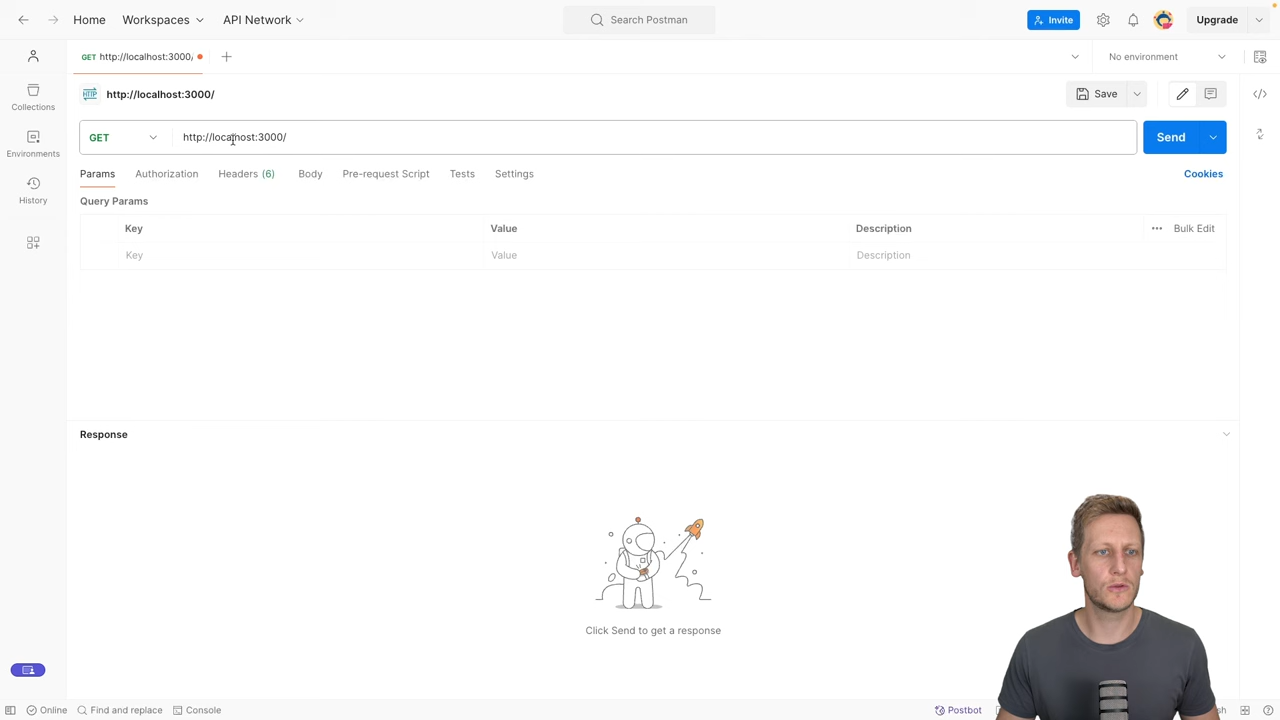 Home Workspaces API Network Search Postman Invite Upgrade
GET http://localhost:3000/ No environment
Collections
Environments
History
HTTP http://localhost:3000/ Save
GET http://localhost:3000/ Send
Params Authorization Headers (6) Body Pre-request Script Tests Settings Cookies
Query Params
Key Value Description Bulk Edit
Key Value Description
Response
Click Send to get a response
Online Find and replace Console Postbot